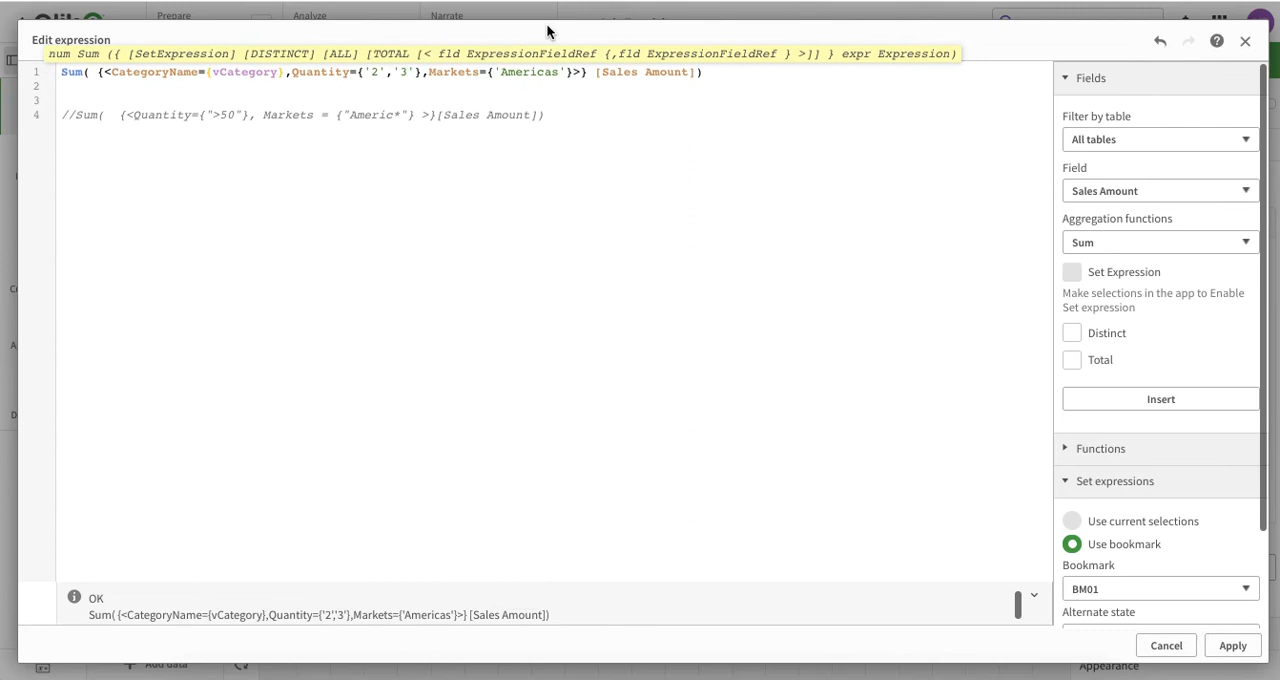 Prepare
Analyze
Narrate
Edit expression
num Sum ({ [SetExpression] [DISTINCT] [ALL] [TOTAL [< fld ExpressionFieldRef {,fld ExpressionFieldRef } >]] } expr Expression)
1 Sum( {<CategoryName={vCategory},Quantity={'2','3'},Markets={'Americas'}>} [Sales Amount])
2
3
4 //Sum(  {<Quantity={">50"}, Markets = {"Americ*"} >}[Sales Amount])
Fields
Filter by table
All tables
Field
Sales Amount
Aggregation functions
Sum
Set Expression
Make selections in the app to Enable
Set expression
Distinct
Total
Insert
Functions
Set expressions
Use current selections
Use bookmark
Bookmark
BM01
Alternate state
OK
Sum( {<CategoryName={vCategory},Quantity={'2','3'},Markets={'Americas'}>} [Sales Amount])
Cancel
Apply
Add data
Appearance